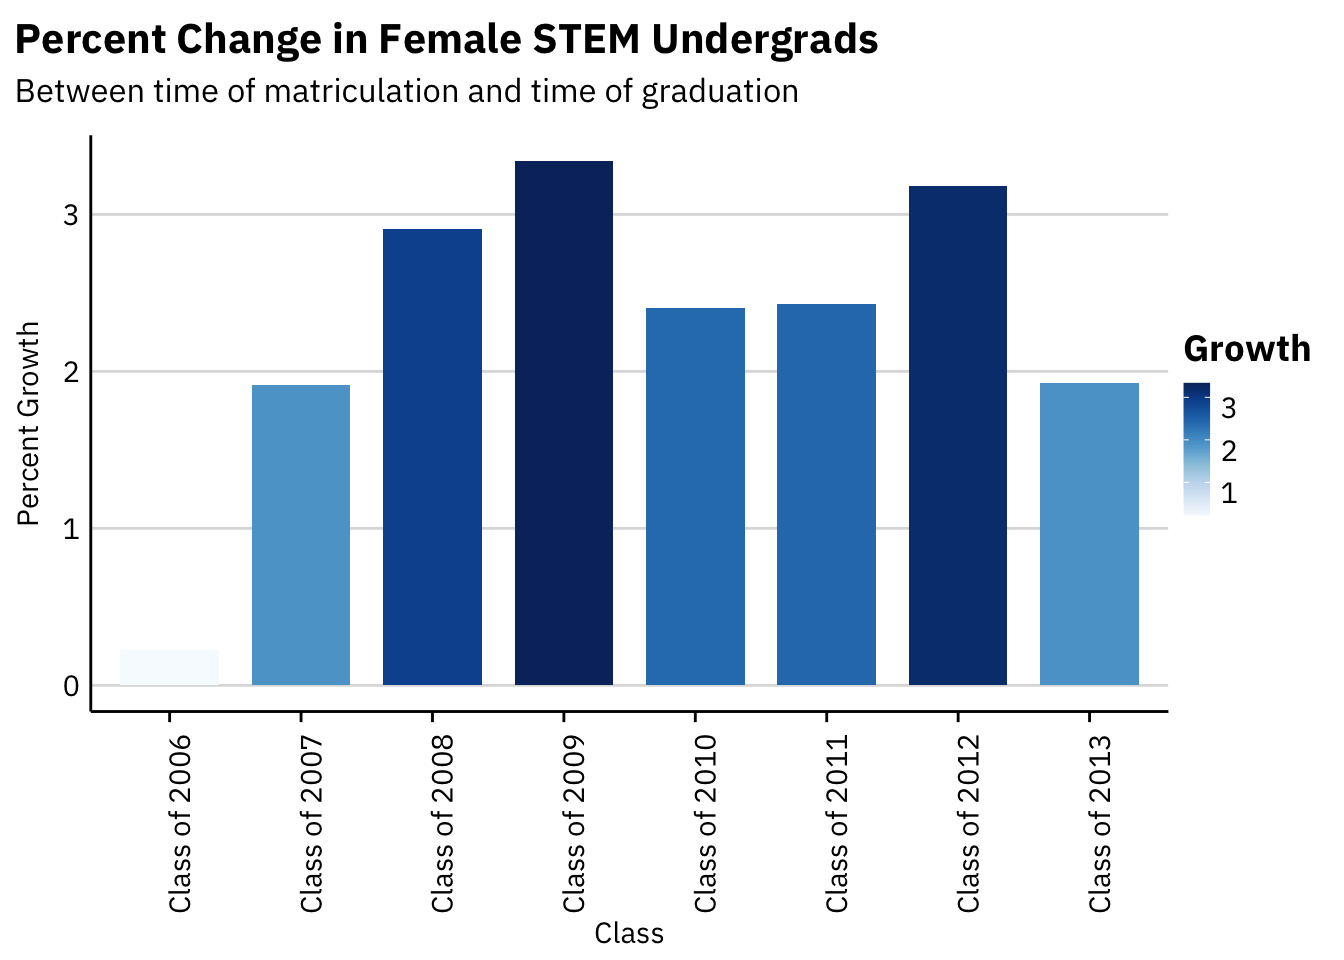 Percent Change in Female STEM Undergrads
Between time of matriculation and time of graduation
Percent Growth
3
2
1
0
Class of 2006
Class of 2007
Class of 2008
Class of 2009
Class of 2010
Class of 2011
Class of 2012
Class of 2013
Class
Growth
3
2
1